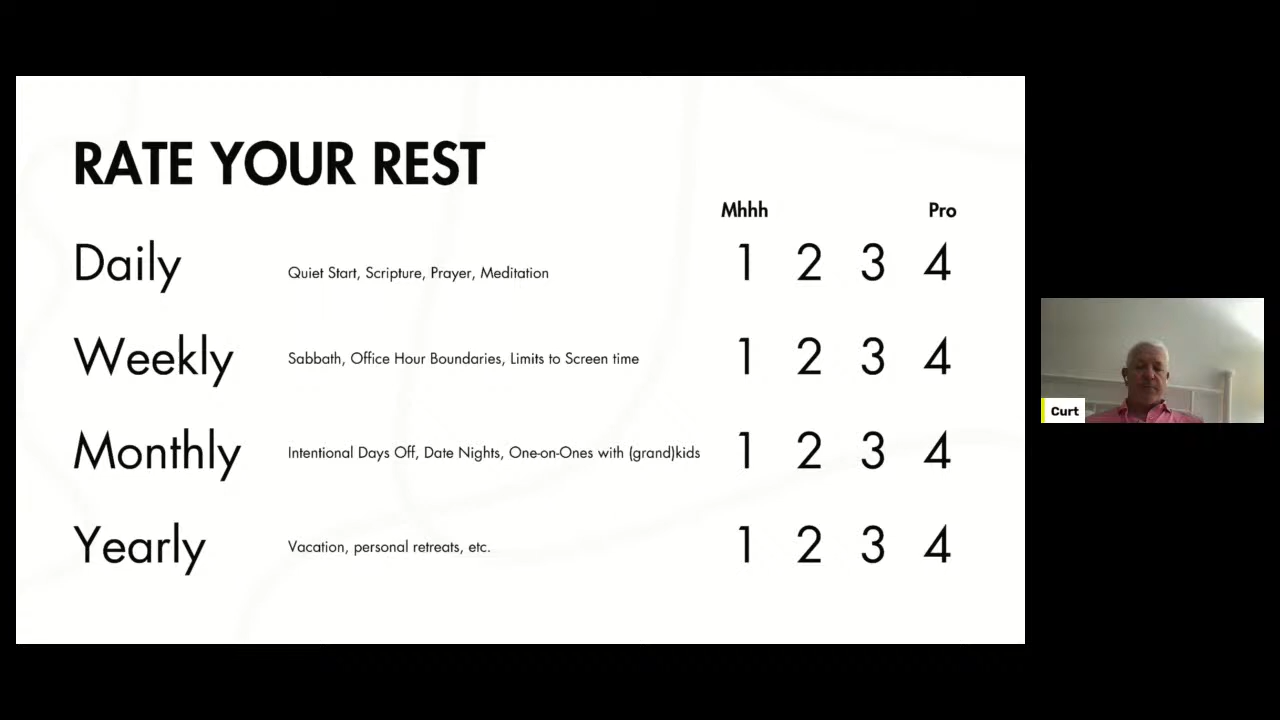 RATE YOUR REST
Mhhh Pro
Daily Quiet Start, Scripture, Prayer, Meditation 1 2 3 4
Weekly Sabbath, Office Hour Boundaries, Limits to Screen time 1 2 3 4
Monthly Intentional Days Off, Date Nights, One-on-Ones with (grand)kids 1 2 3 4
Yearly Vacation, personal retreats, etc. 1 2 3 4
Curt